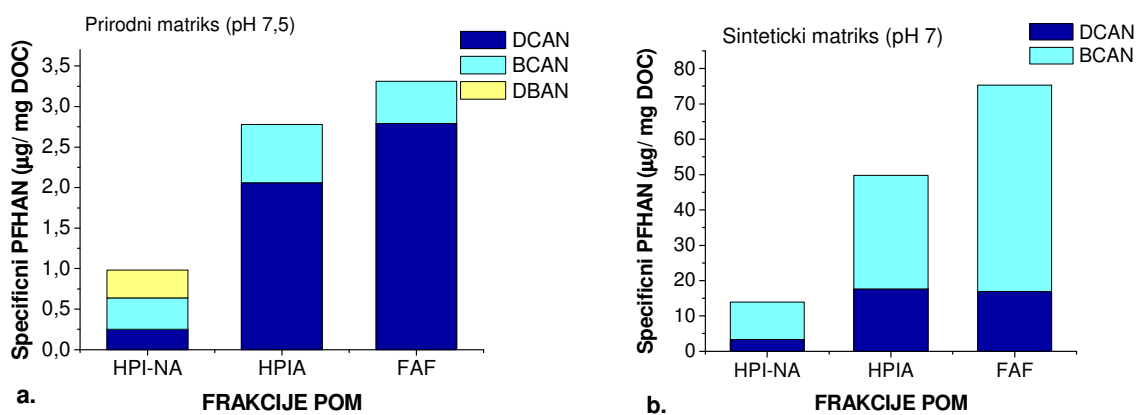 Prirodni matriks (pH 7,5)
DCAN
BCAN
DBAN
Specificni PFHAN (µg/ mg DOC)
3,5
3,0
2,5
2,0
1,5
1,0
0,5
0,0
HPI-NA HPIA FAF
a. FRAKCIJE POM
Sinteticki matriks (pH 7)
DCAN
BCAN
Specificni PFHAN (µg/ mg DOC)
80
70
60
50
40
30
20
10
0
HPI-NA HPIA FAF
b. FRAKCIJE POM